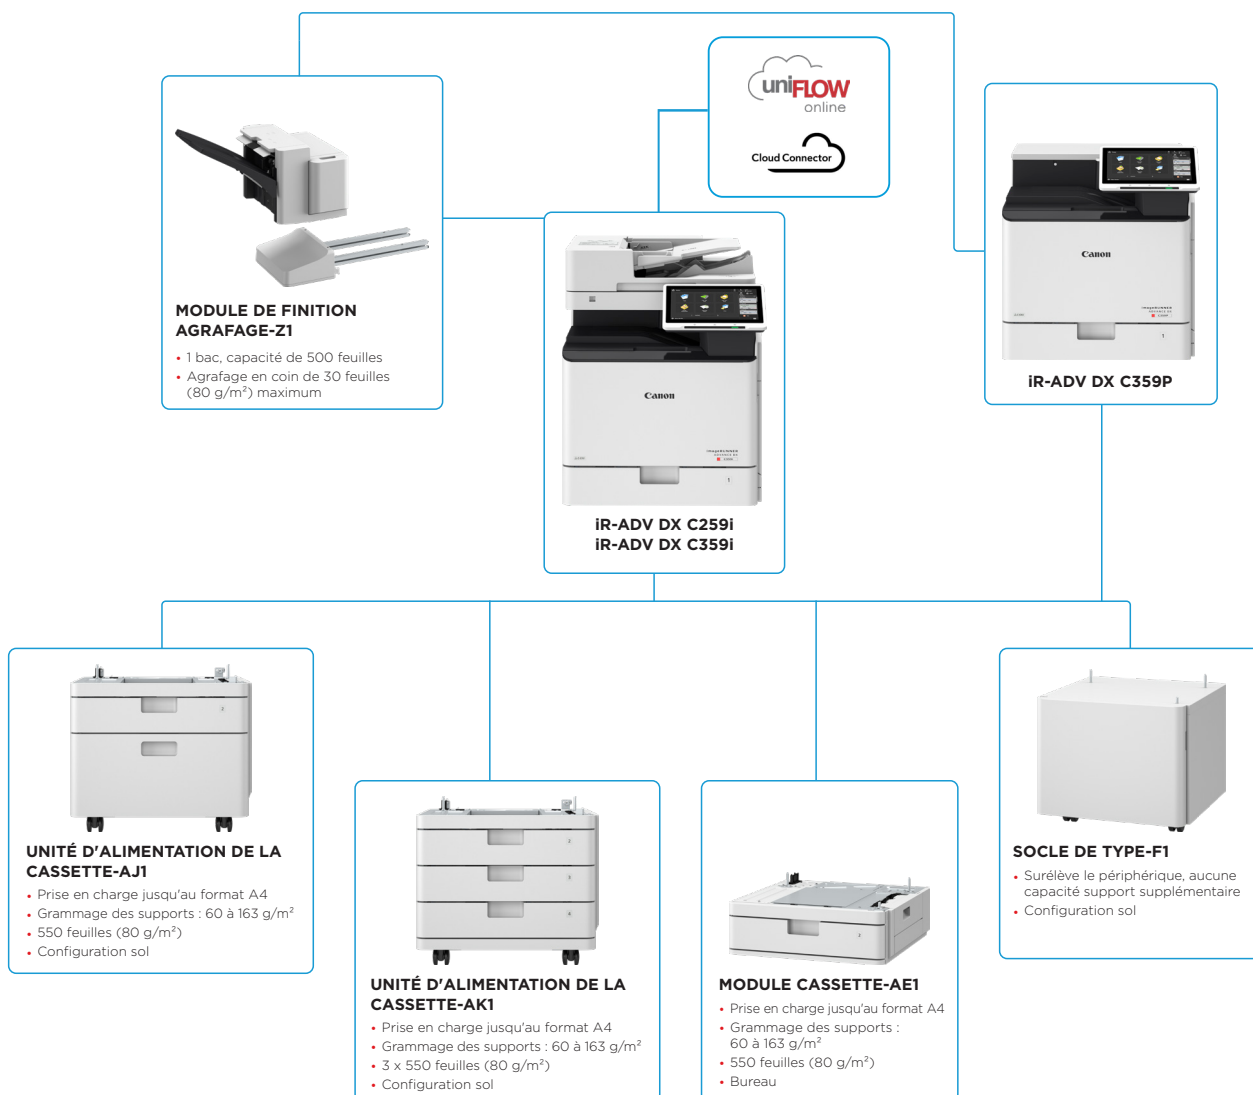 uniFLOW
online
Cloud Connector
MODULE DE FINITION
AGRAFAGE-Z1
• 1 bac, capacité de 500 feuilles
• Agrafage en coin de 30 feuilles
(80 g/m²) maximum
Canon
iR-ADV DX C259i
iR-ADV DX C359i
Canon
1
iR-ADV DX C359P
UNITÉ D'ALIMENTATION DE LA
CASSETTE-AJ1
• Prise en charge jusqu'au format A4
• Grammage des supports : 60 à 163 g/m²
• 550 feuilles (80 g/m²)
• Configuration sol
UNITÉ D'ALIMENTATION DE LA
CASSETTE-AK1
• Prise en charge jusqu'au format A4
• Grammage des supports : 60 à 163 g/m²
• 3 x 550 feuilles (80 g/m²)
• Configuration sol
MODULE CASSETTE-AE1
• Prise en charge jusqu'au format A4
• Grammage des supports :
60 à 163 g/m²
• 550 feuilles (80 g/m²)
• Bureau
SOCLE DE TYPE-F1
• Surélève le périphérique, aucune
capacité support supplémentaire
• Configuration sol